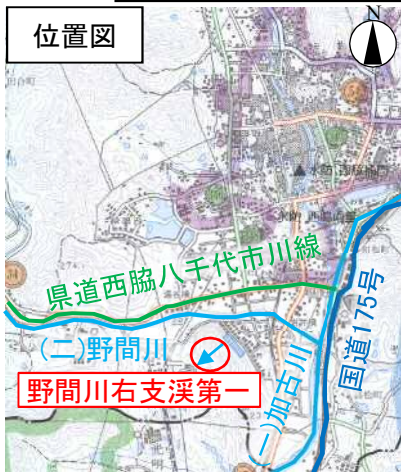 位置図
N
県道西脇八千代市川線
(二)野間川
野間川右支渓第一
(一)加古川
国道175号